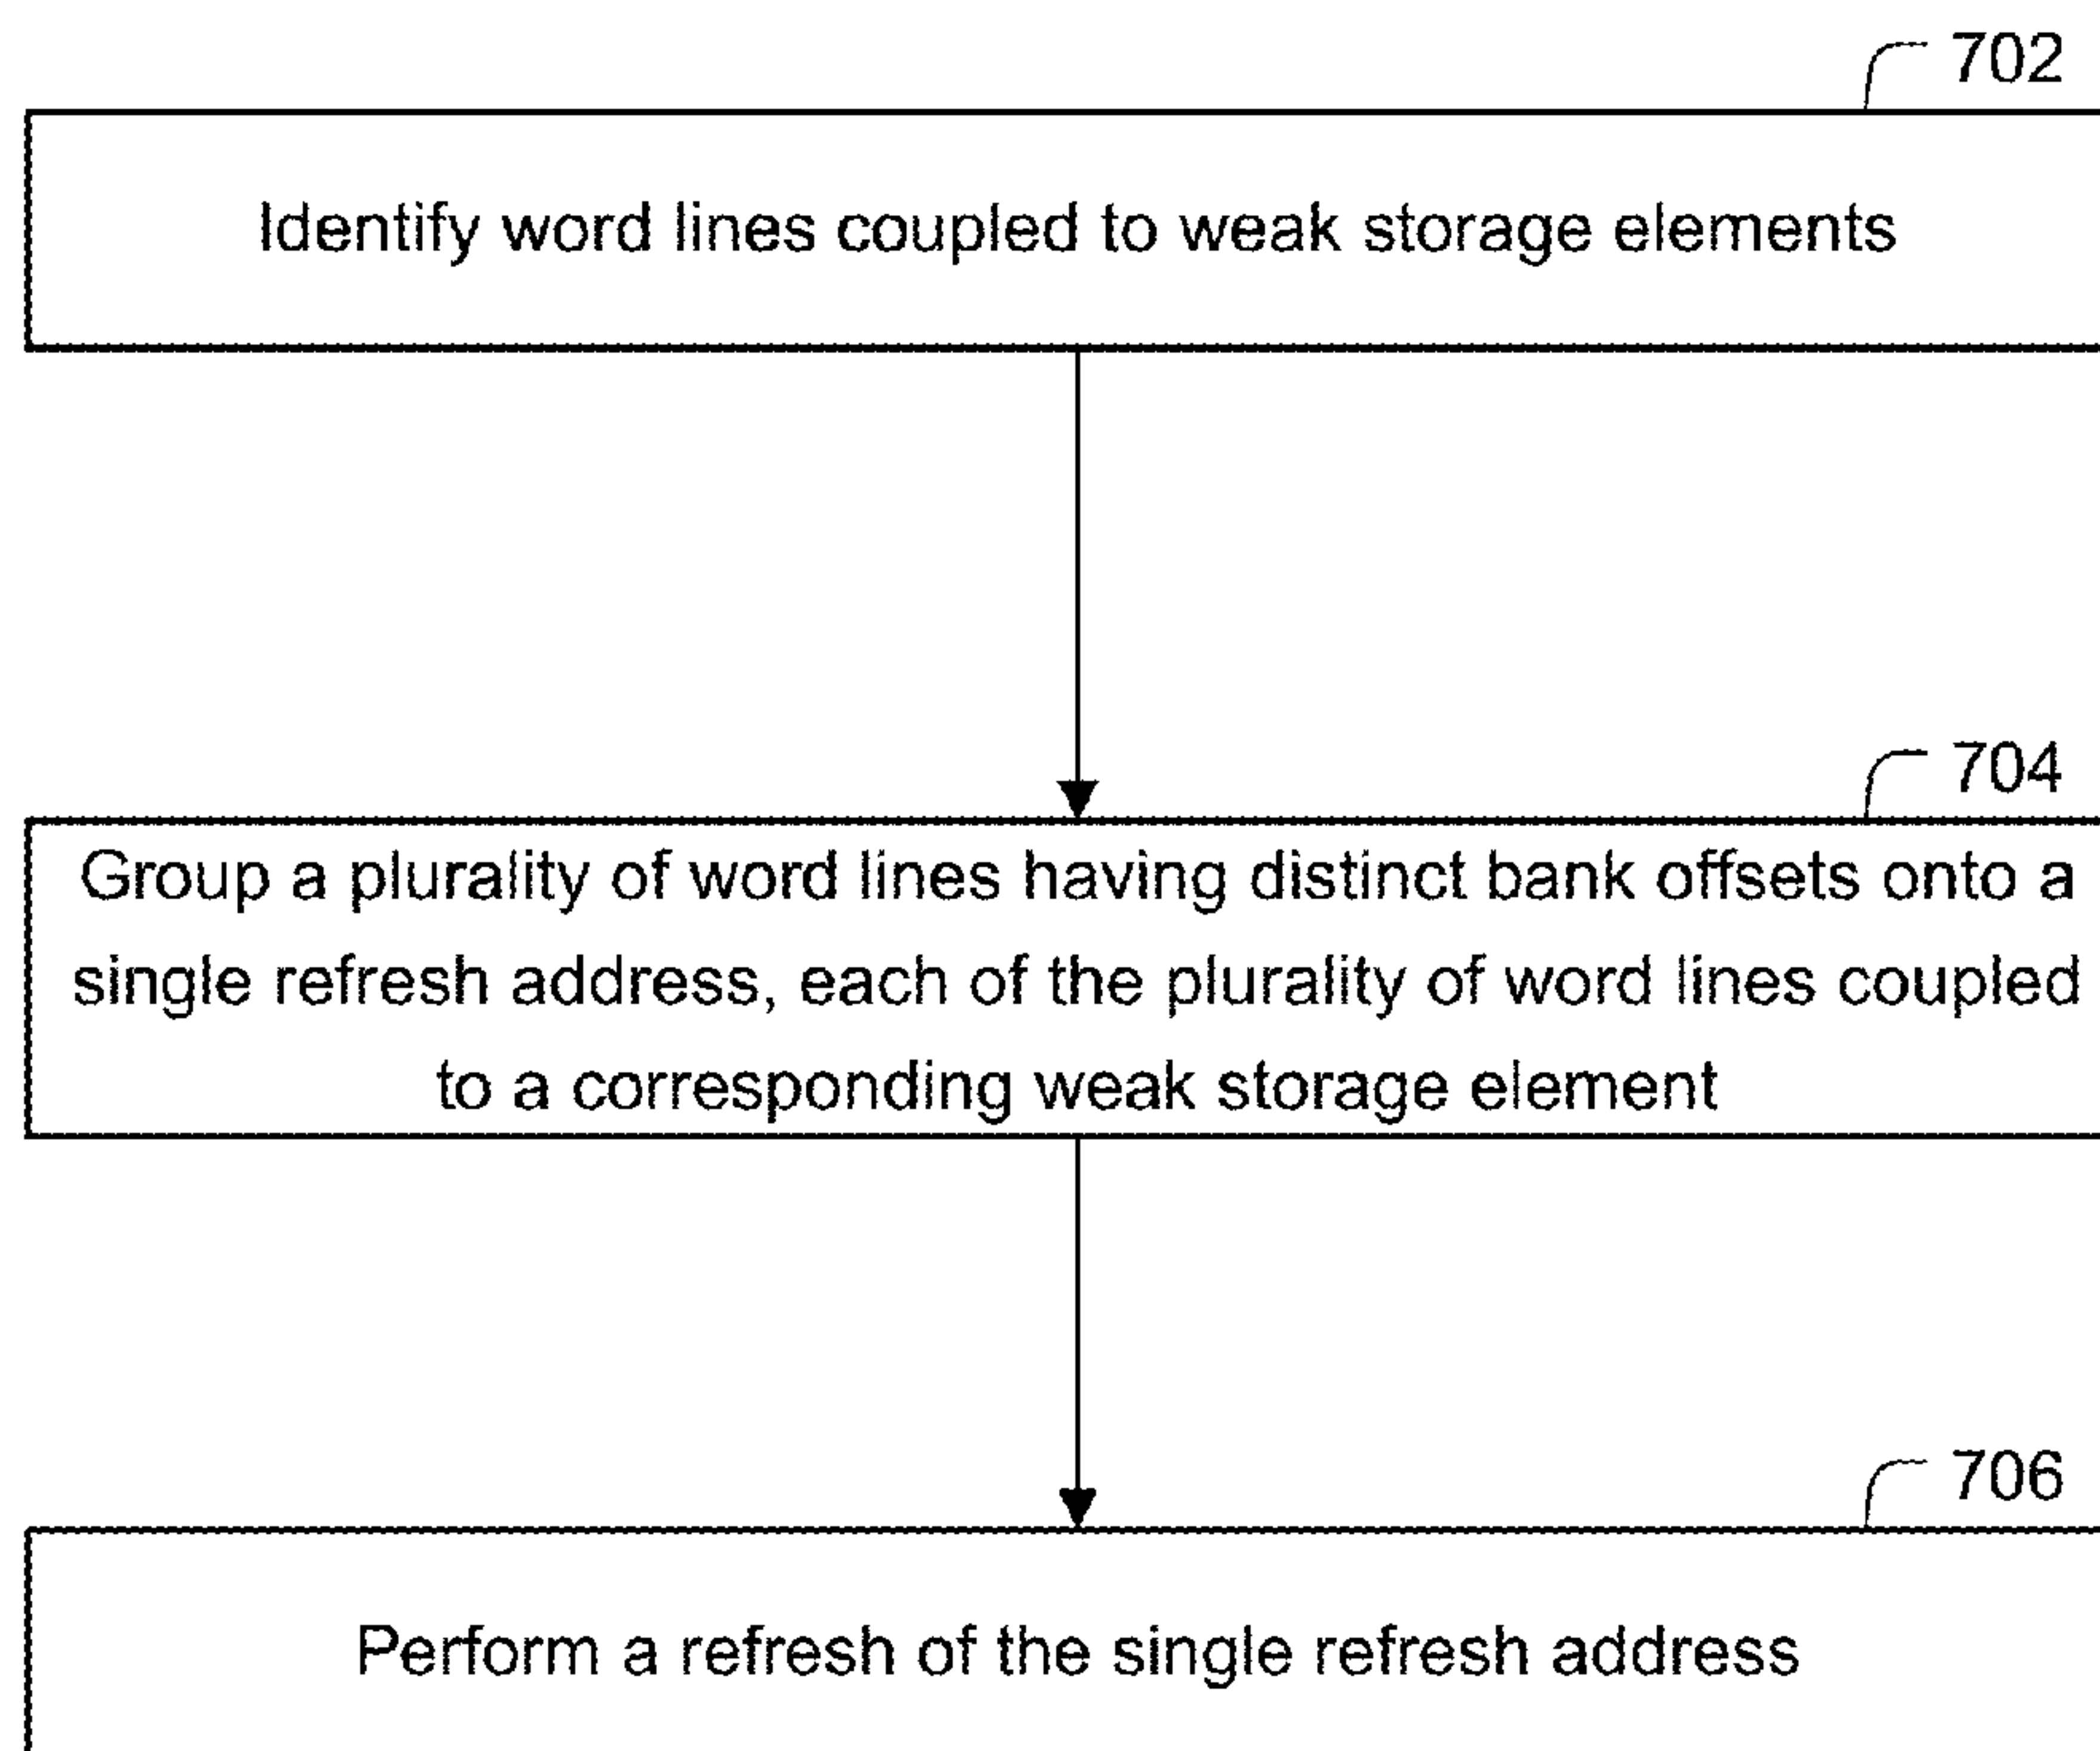 702
Identify word lines coupled to weak storage elements
704
Group a plurality of word lines having distinct bank offsets onto a
single refresh address, each of the plurality of word lines coupled
to a corresponding weak storage element
706
Perform a refresh of the single refresh address